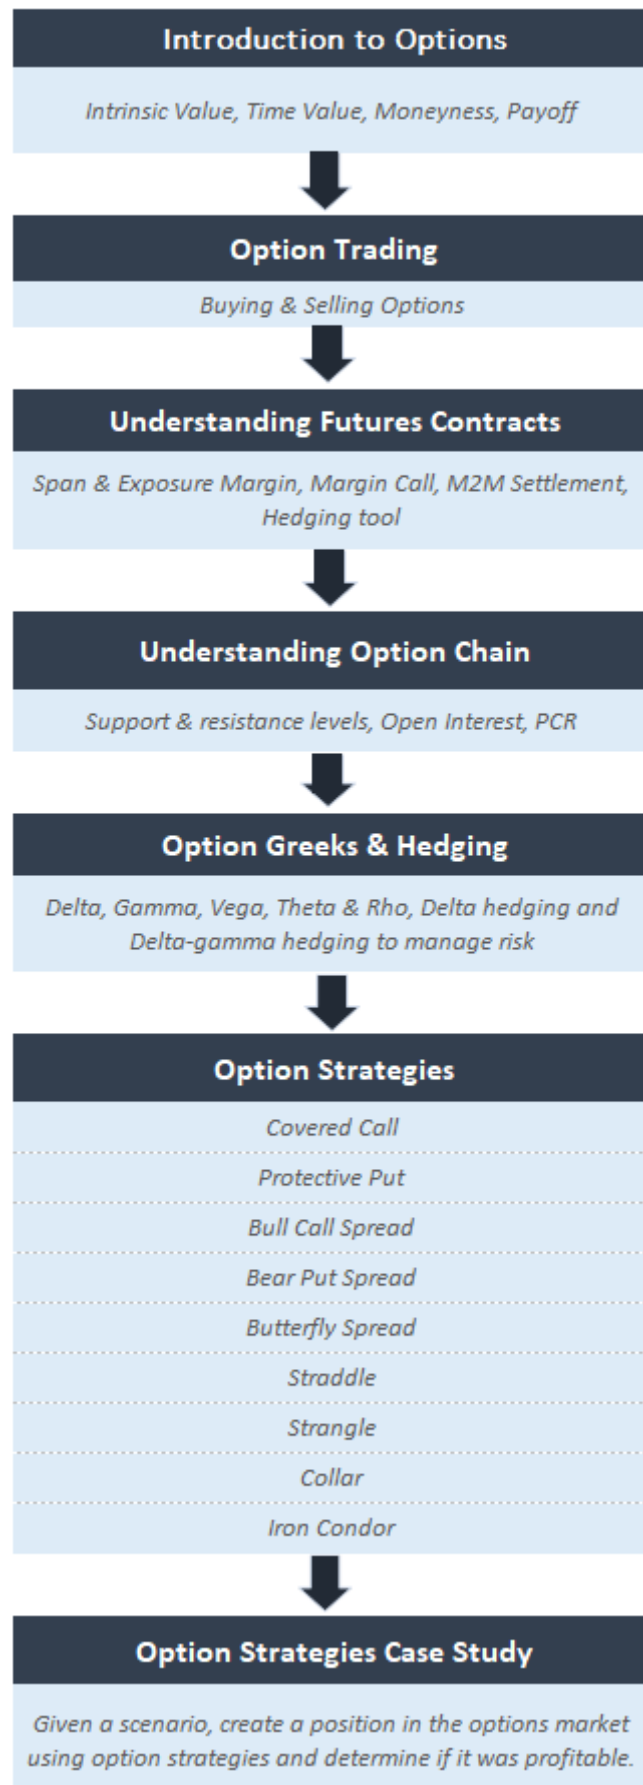 Introduction to Options
Intrinsic Value, Time Value, Moneyness, Payoff
Option Trading
Buying & Selling Options
Understanding Futures Contracts
Span & Exposure Margin, Margin Call, M2M Settlement,
Hedging tool
Understanding Option Chain
Support & resistance levels, Open Interest, PCR
Option Greeks & Hedging
Delta, Gamma, Vega, Theta & Rho, Delta hedging and
Delta-gamma hedging to manage risk
Option Strategies
Covered Call
Protective Put
Bull Call Spread
Bear Put Spread
Butterfly Spread
Straddle
Strangle
Collar
Iron Condor
Option Strategies Case Study
Given a scenario, create a position in the options market
using option strategies and determine if it was profitable.